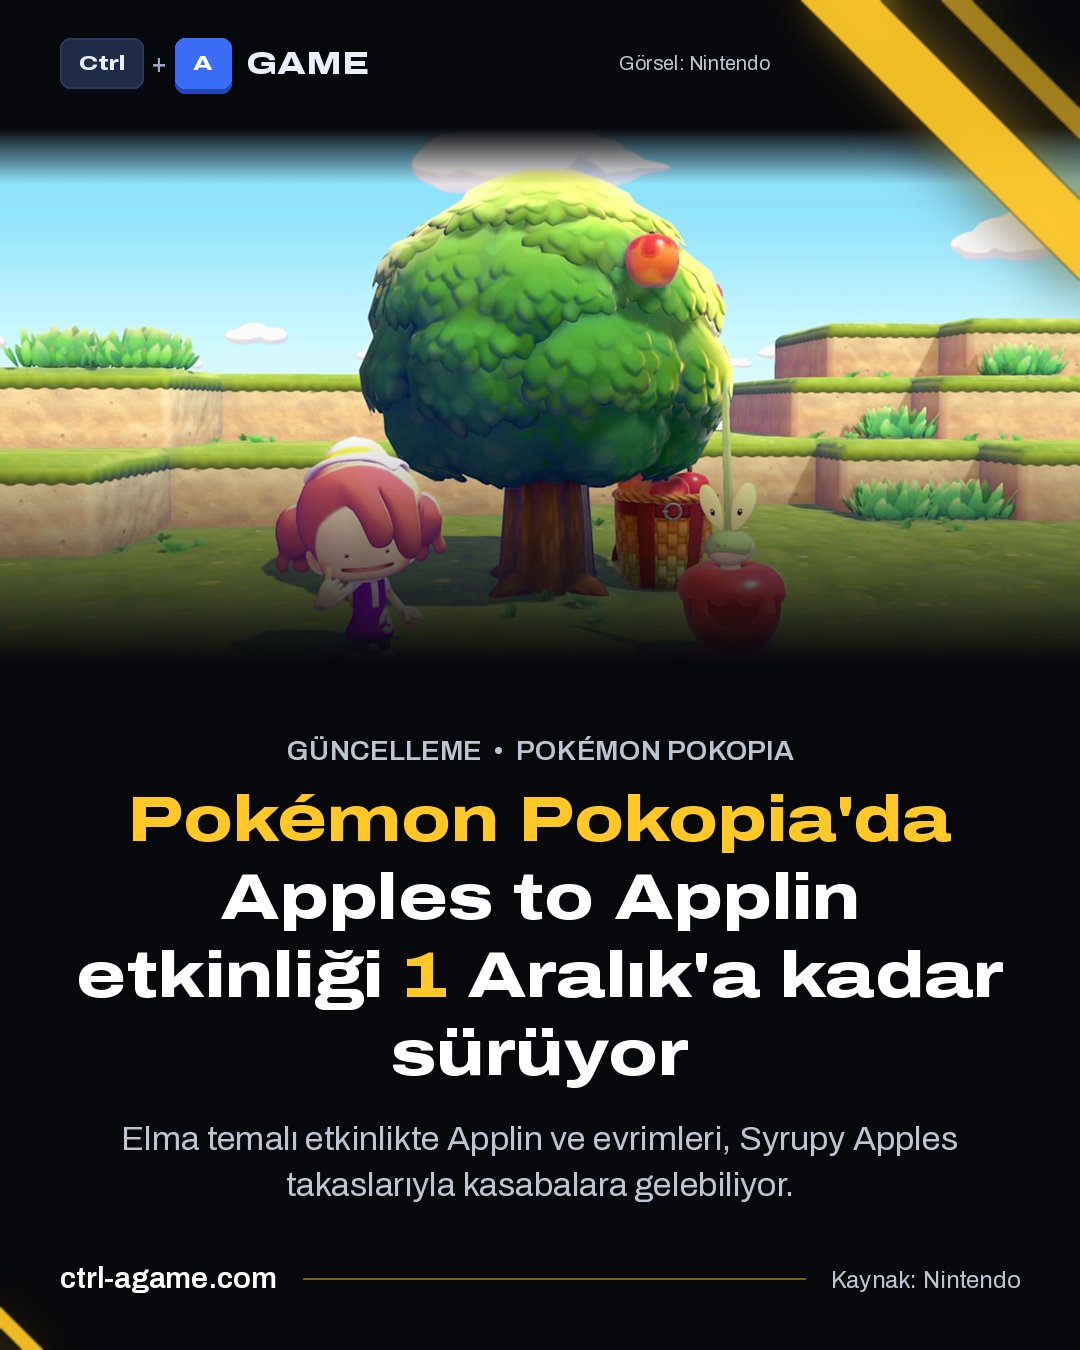 Ctrl + A GAME
Görsel: Nintendo
GÜNCELLEME • POKÉMON POKOPIA
Pokémon Pokopia'da
Apples to Applin
etkinliği 1 Aralık'a kadar
sürüyor
Elma temalı etkinlikte Applin ve evrimleri, Syrupy Apples
takaslarıyla kasabalara gelebiliyor.
ctrl-agame.com
Kaynak: Nintendo